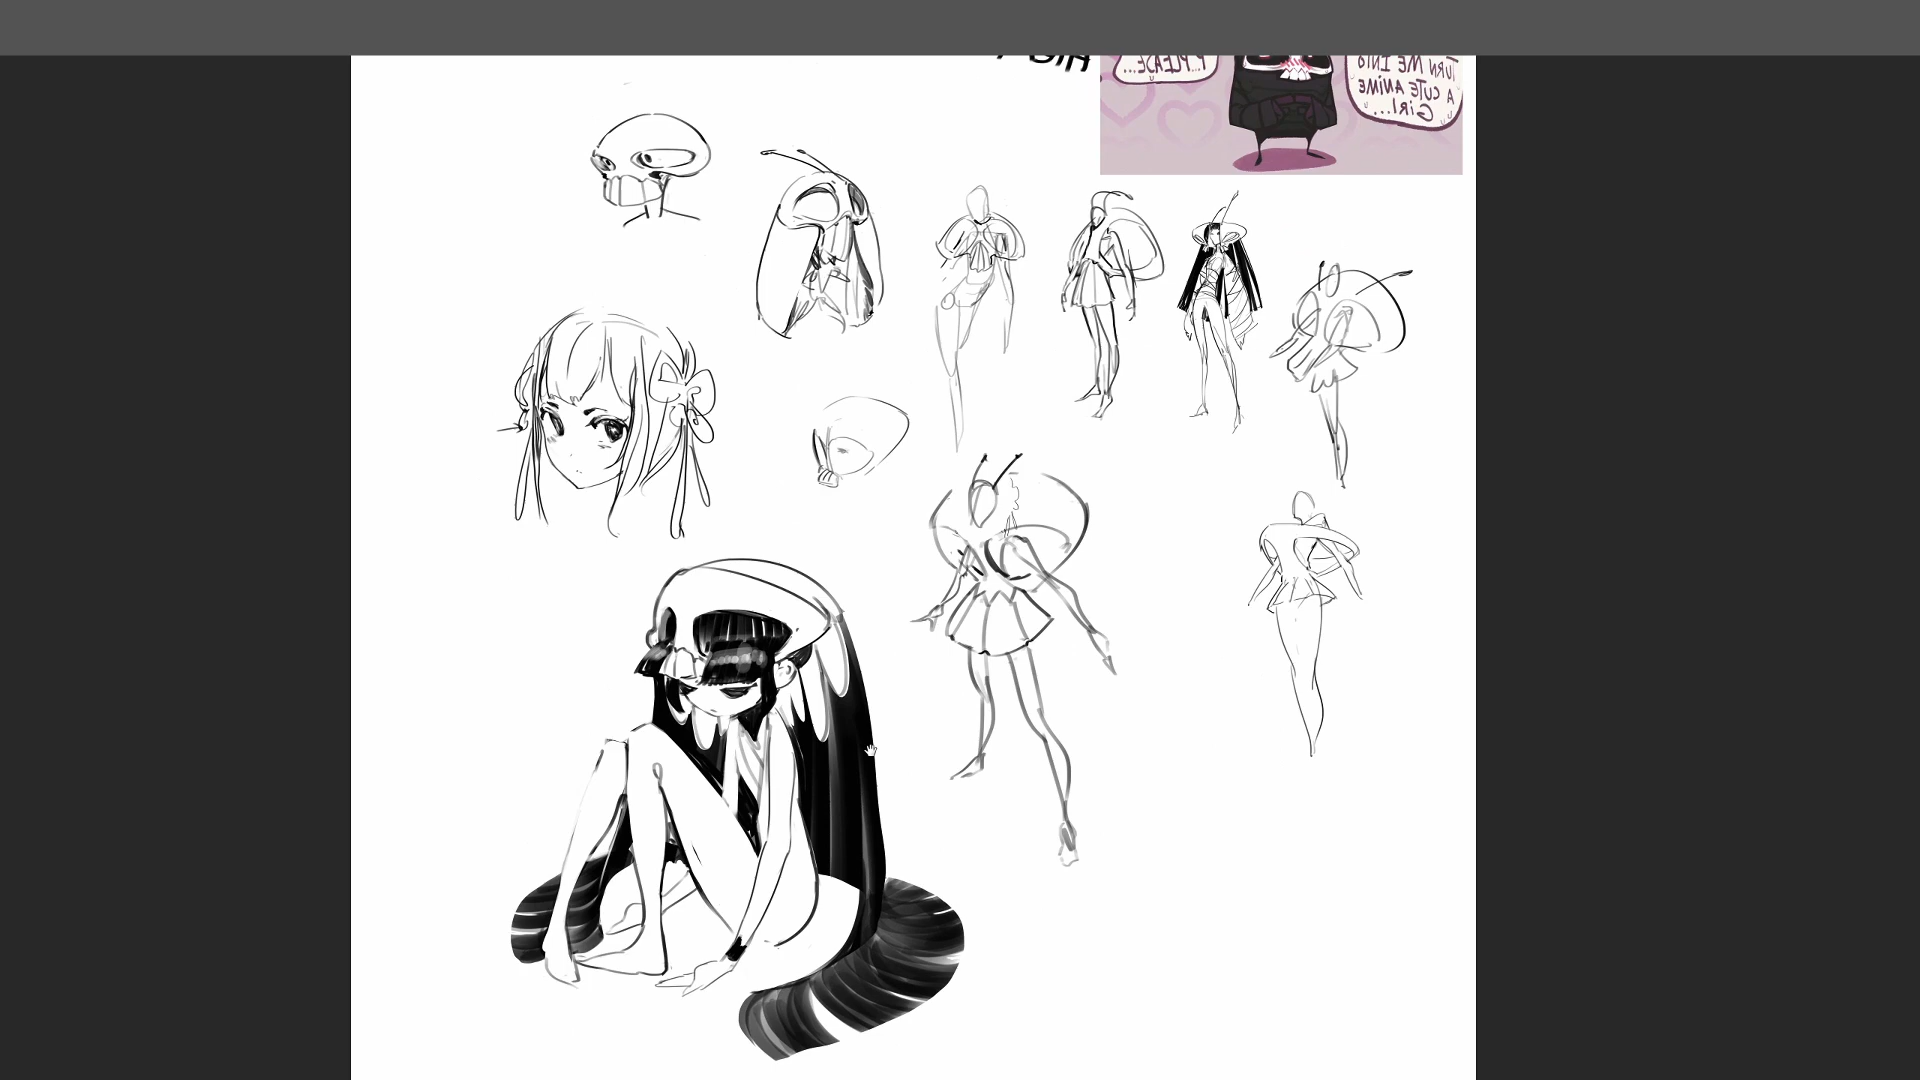 P...PLEASE...
TURN ME INTO
A CUTE ANIME
GIRL...